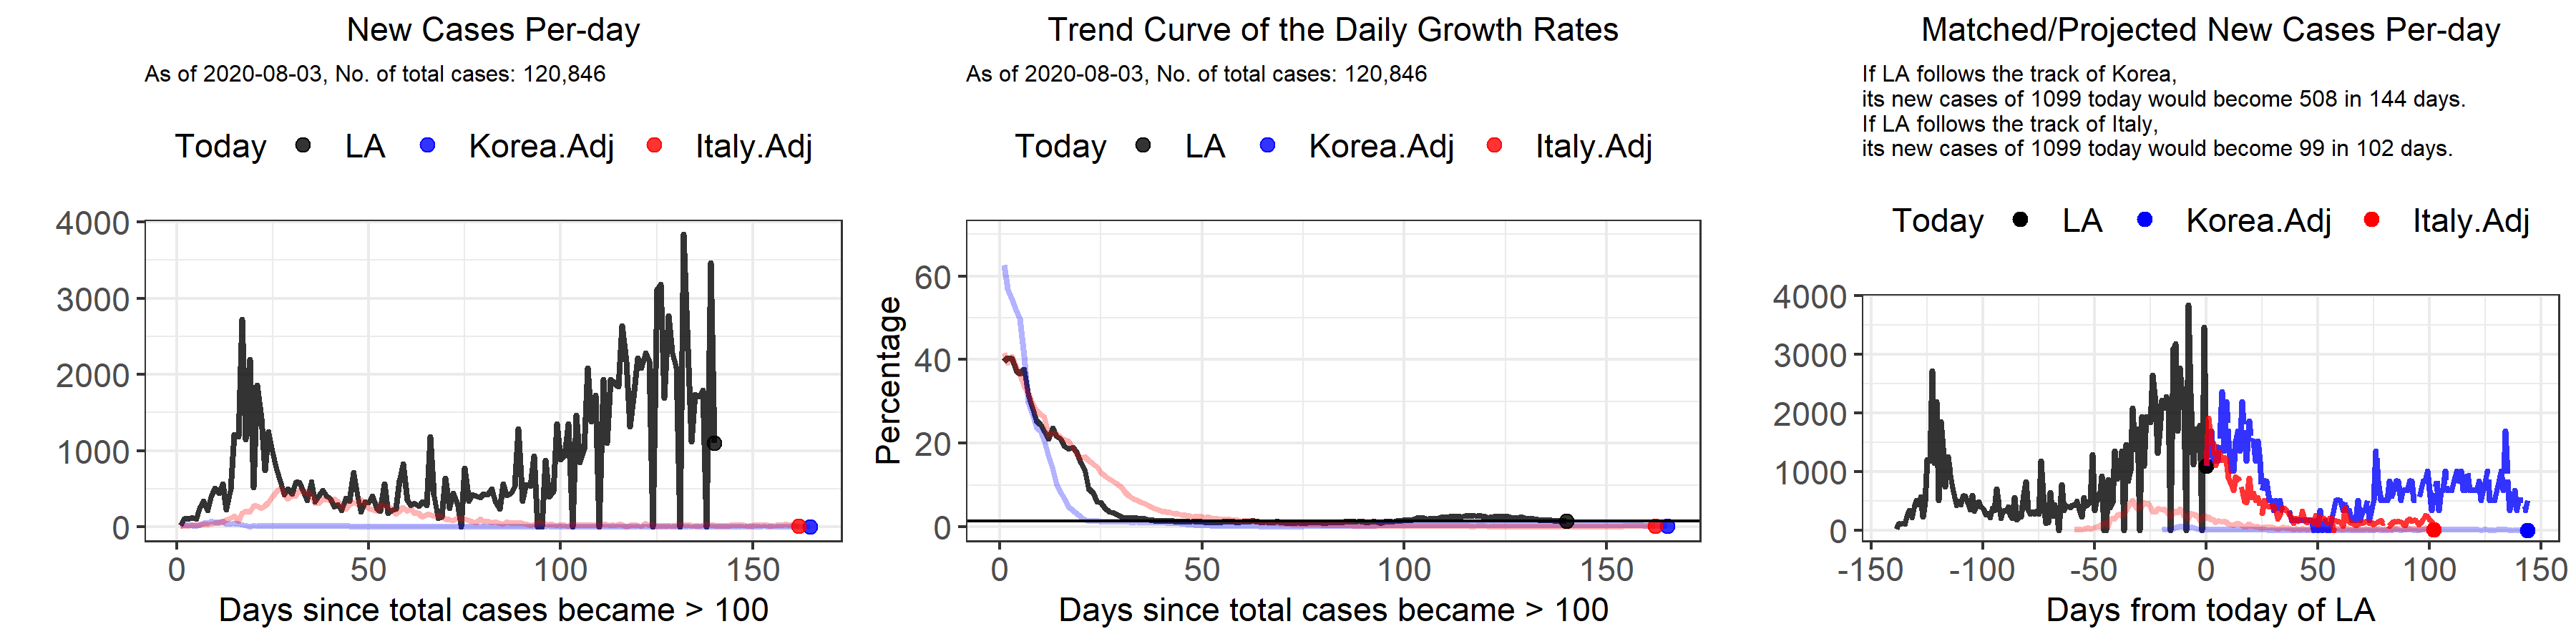 New Cases Per-day
As of 2020-08-03, No. of total cases: 120,846
Today LA Korea.Adj Italy.Adj
4000
3000
2000
1000
0
0 50 100 150
Days since total cases became > 100
Trend Curve of the Daily Growth Rates
As of 2020-08-03, No. of total cases: 120,846
Today LA Korea.Adj Italy.Adj
Percentage
60
40
20
0
0 50 100 150
Days since total cases became > 100
Matched/Projected New Cases Per-day
If LA follows the track of Korea,
its new cases of 1099 today would become 508 in 144 days.
If LA follows the track of Italy,
its new cases of 1099 today would become 99 in 102 days.
Today LA Korea.Adj Italy.Adj
4000
3000
2000
1000
0
-150 -100 -50 0 50 100 150
Days from today of LA